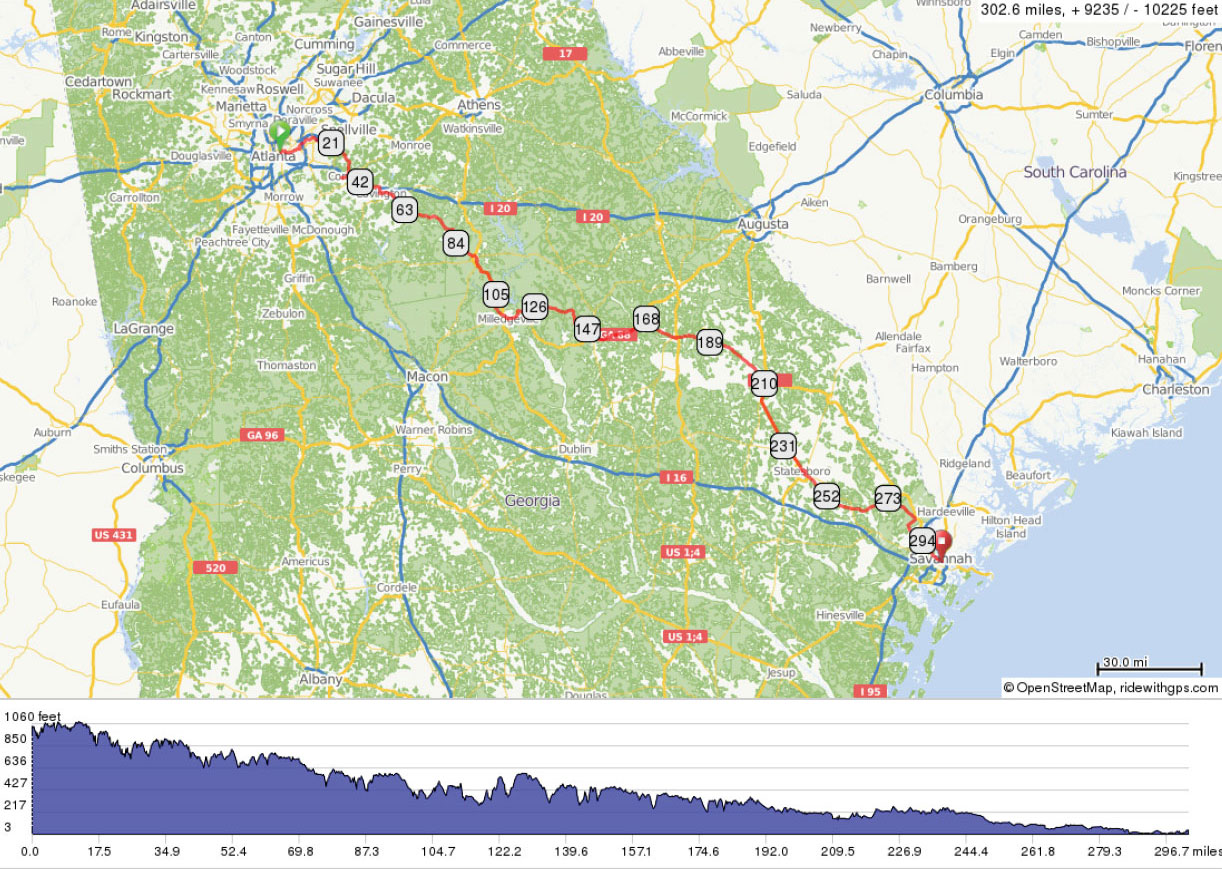 302.6 miles, + 9235 / - 10225 feet
Adairsville
Gainesville
Newberry
Camden
Rome
Kingston
Canton
Cumming
Commerce
17
Abbeville
Chapin
Elgin
Bishopville
Cartersville
Woodstock
Sugar Hill
Suwanee
Cedartown
Rockmart
Kennesaw
Roswell
Dacula
Athens
Saluda
Columbia
Marietta
Norcross
McCormick
Sumter
Smyrna
Watkinsville
Douglasville
Atlanta
21
Monroe
Edgefield
South Carolina
Carrollton
Morrow
42
63
I 20
I 20
Aiken
Orangeburg
Fayetteville
McDonough
84
Augusta
Peachtree City
Griffin
Barnwell
Bamberg
Roanoke
Zebulon
105
126
Moncks Corner
LaGrange
147
168
189
Allendale
Fairfax
Walterboro
Hanahan
Thomaston
Macon
210
Hampton
Charleston
Auburn
GA 96
Warner Robins
231
Kiawah Island
Smiths Station
Columbus
Perry
Dublin
I 16
Statesboro
Ridgeland
Beaufort
Georgia
252
273
Hardeeville
Hilton Head
Island
US 431
294
Savannah
520
Americus
US 1;4
Eufaula
Cordele
Hinesville
US 1;4
Albany
Jesup
30.0 mi
Douglas
I 95
© OpenStreetMap, ridewithgps.com
1060 feet
850
636
427
217
3
0.0 17.5 34.9 52.4 69.8 87.3 104.7 122.2 139.6 157.1 174.6 192.0 209.5 226.9 244.4 261.8 279.3 296.7 miles